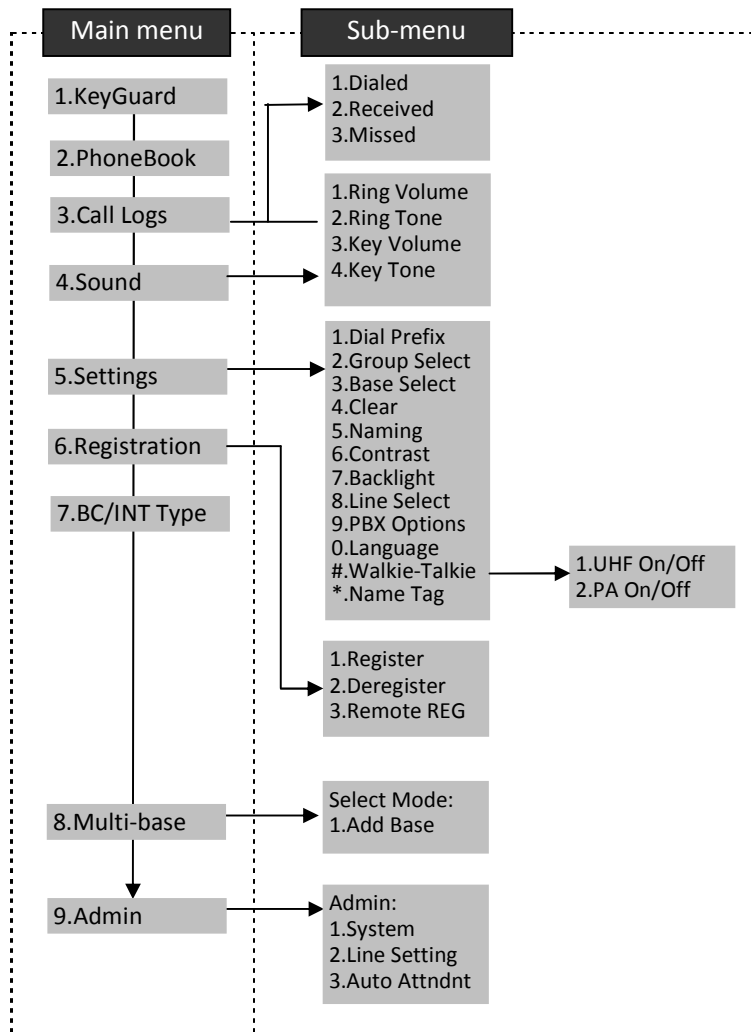 Main menu
Sub-menu
1.KeyGuard
2.PhoneBook
3.Call Logs
4.Sound
5.Settings
6.Registration
7.BC/INT Type
8.Multi-base
9.Admin
1.Dialed
2.Received
3.Missed
1.Ring Volume
2.Ring Tone
3.Key Volume
4.Key Tone
1.Dial Prefix
2.Group Select
3.Base Select
4.Clear
5.Naming
6.Contrast
7.Backlight
8.Line Select
9.PBX Options
0.Language
#.Walkie-Talkie
*.Name Tag
1.UHF On/Off
2.PA On/Off
1.Register
2.Deregister
3.Remote REG
Select Mode:
1.Add Base
Admin:
1.System
2.Line Setting
3.Auto Attndnt